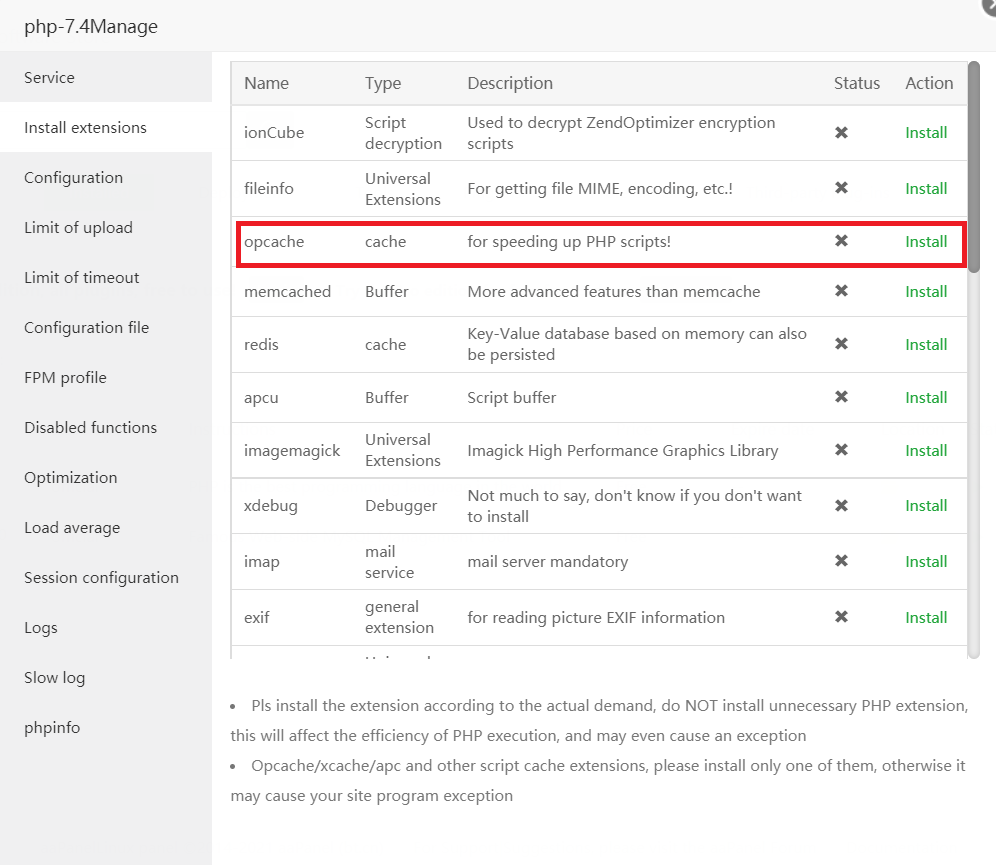 php-7.4Manage
Service
Install extensions
Configuration
Limit of upload
Limit of timeout
Configuration file
FPM profile
Disabled functions
Optimization
Load average
Session configuration
Logs
Slow log
phpinfo
Name Type Description Status Action
ionCube Script decryption Used to decrypt ZendOptimizer encryption scripts ✖ Install
fileinfo Universal Extensions For getting file MIME, encoding, etc.! ✖ Install
opcache cache for speeding up PHP scripts! ✖ Install
memcached Buffer More advanced features than memcache ✖ Install
redis cache Key-Value database based on memory can also be persisted ✖ Install
apcu Buffer Script buffer ✖ Install
imagemagick Universal Extensions Imagick High Performance Graphics Library ✖ Install
xdebug Debugger Not much to say, don't know if you don't want to install ✖ Install
imap mail service mail server mandatory ✖ Install
exif general extension for reading picture EXIF information ✖ Install
• Pls install the extension according to the actual demand, do NOT install unnecessary PHP extension,
this will affect the efficiency of PHP execution, and may even cause an exception
• Opcache/xcache/apc and other script cache extensions, please install only one of them, otherwise it
may cause your site program exception